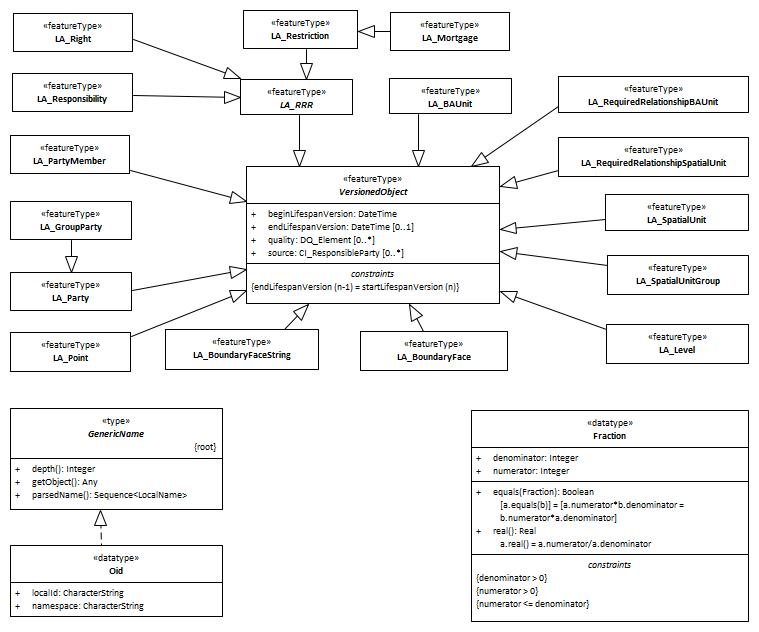 «featureType»
LA_Right
«featureType»
LA_Restriction
«featureType»
LA_Mortgage
«featureType»
LA_Responsibility
«featureType»
LA_RRR
«featureType»
LA_BAUnit
«featureType»
LA_RequiredRelationshipBAUnit
«featureType»
LA_PartyMember
«featureType»
LA_RequiredRelationshipSpatialUnit
«featureType»
VersionedObject
+ beginLifespanVersion: DateTime
+ endLifespanVersion: DateTime [0..1]
+ quality: DQ_Element [0..*]
+ source: CI_ResponsibleParty [0..*]
constraints
{endLifespanVersion (n-1) = startLifespanVersion (n)}
«featureType»
LA_GroupParty
«featureType»
LA_SpatialUnit
«featureType»
LA_Party
«featureType»
LA_SpatialUnitGroup
«featureType»
LA_Point
«featureType»
LA_BoundaryFaceString
«featureType»
LA_BoundaryFace
«featureType»
LA_Level
«type»
GenericName
{root}
+ depth(): Integer
+ getObject(): Any
+ parsedName(): Sequence<LocalName>
«datatype»
Oid
+ localId: CharacterString
+ namespace: CharacterString
«datatype»
Fraction
+ denominator: Integer
+ numerator: Integer
+ equals(Fraction): Boolean
[a.equals(b)] = [a.numerator*b.denominator =
b.numerator*a.denominator]
+ real(): Real
a.real() = a.numerator/a.denominator
constraints
{denominator > 0}
{numerator > 0}
{numerator <= denominator}